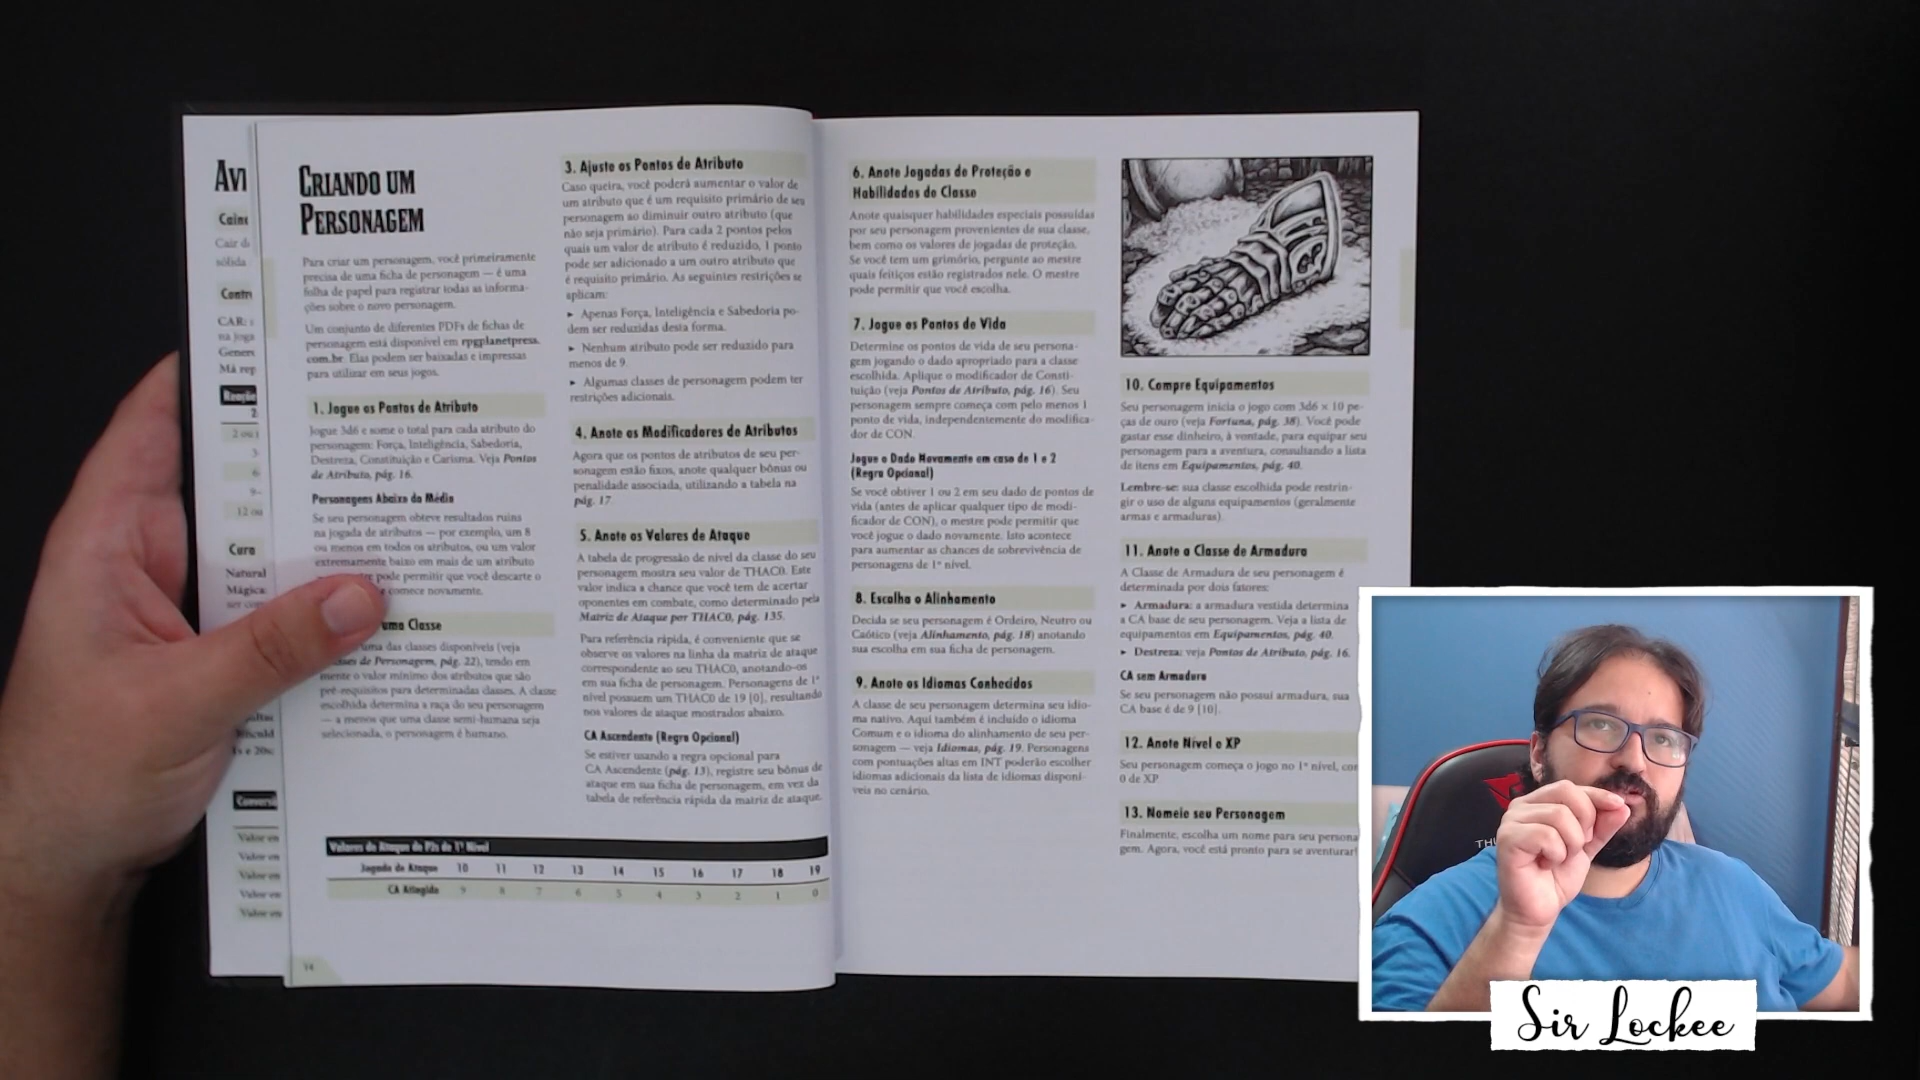 CRIANDO UM
PERSONAGEM
Para criar um personagem, você primeiramente
precisa de uma ficha de personagem — é uma
folha de papel para registrar todas as informa-
ções sobre o novo personagem.
Um conjunto de diferentes PDFs de fichas de
personagem está disponível em rpgplanetpress.
com.br. Elas podem ser baixadas e impressas
para utilizar em seus jogos.
1. Jogue os Pontos de Atributo
Jogue 3d6 e some o total para cada atributo do
personagem: Força, Inteligência, Sabedoria,
Destreza, Constituição e Carisma. Veja Pontos
de Atributo, pág. 16.
Personagens Abaixo da Média
Se seu personagem obteve resultados ruins
na jogada de atributos — por exemplo, um 8
ou menos em todos os atributos, ou um valor
extremamente baixo em mais de um atributo
pode permitir que você descarte o
comece novamente.
uma Classe
uma das classes disponíveis (veja
de Personagem, pág. 22), tendo em
mente o valor mínimo dos atributos que são
pré-requisitos para determinadas classes. A classe
escolhida determina a raça do seu personagem
— a menos que uma classe semi-humana seja
selecionada, o personagem é humano.
3. Ajuste os Pontos de Atributo
Caso queira, você poderá aumentar o valor de
um atributo que é um requisito primário de seu
personagem ao diminuir outro atributo (que
não seja primário). Para cada 2 pontos pelos
quais um valor de atributo é reduzido, 1 ponto
pode ser adicionado a um outro atributo que
é requisito primário. As seguintes restrições se
aplicam:
► Apenas Força, Inteligência e Sabedoria po-
dem ser reduzidas desta forma.
► Nenhum atributo pode ser reduzido para
menos de 9.
► Algumas classes de personagem podem ter
restrições adicionais.
4. Anote os Modificadores de Atributos
Agora que os pontos de atributos de seu per-
sonagem estão fixos, anote qualquer bônus ou
penalidade associada, utilizando a tabela na
pág. 17.
5. Anote os Valores de Ataque
A tabela de progressão de nível da classe do seu
personagem mostra seu valor de THAC0. Este
valor indica a chance que você tem de acertar
oponentes em combate, como determinado pela
Matriz de Ataque por THAC0, pág. 135.
Para referência rápida, é conveniente que se
observe os valores na linha da matriz de ataque
correspondente ao seu THAC0, anotando-os
em sua ficha de personagem. Personagens de 1º
nível possuem um THAC0 de 19 [0], resultando
nos valores de ataque mostrados abaixo.
CA Ascendente (Regra Opcional)
Se estiver usando a regra opcional para
CA Ascendente (pág. 13), registre seu bônus de
ataque em sua ficha de personagem, em vez da
tabela de referência rápida da matriz de ataque.
Valores de Ataque de PJs de 1º Nível
Jogada de Ataque 10 11 12 13 14 15 16 17 18 19
CA Atingida 9 8 7 6 5 4 3 2 1 0
14
6. Anote Jogadas de Proteção e
Habilidades de Classe
Anote quaisquer habilidades especiais possuídas
por seu personagem provenientes de sua classe,
bem como os valores de jogadas de proteção.
Se você tem um grimório, pergunte ao mestre
quais feitiços estão registrados nele. O mestre
pode permitir que você escolha.
7. Jogue os Pontos de Vida
Determine os pontos de vida de seu persona-
gem jogando o dado apropriado para a classe
escolhida. Aplique o modificador de Consti-
tuição (veja Pontos de Atributo, pág. 16). Seu
personagem sempre começa com pelo menos 1
ponto de vida, independentemente do modifica-
dor de CON.
Jogue o Dado Novamente em caso de 1 e 2
(Regra Opcional)
Se você obtiver 1 ou 2 em seu dado de pontos de
vida (antes de aplicar qualquer tipo de modi-
ficador de CON), o mestre pode permitir que
você jogue o dado novamente. Isto acontece
para aumentar as chances de sobrevivência de
personagens de 1º nível.
8. Escolha o Alinhamento
Decida se seu personagem é Ordeiro, Neutro ou
Caótico (veja Alinhamento, pág. 18) anotando
sua escolha em sua ficha de personagem.
9. Anote os Idiomas Conhecidos
A classe de seu personagem determina seu idio-
ma nativo. Aqui também é incluído o idioma
Comum e o idioma do alinhamento de seu per-
sonagem — veja Idiomas, pág. 19. Personagens
com pontuações altas em INT poderão escolher
idiomas adicionais da lista de idiomas disponí-
veis no cenário.
10. Compre Equipamentos
Seu personagem inicia o jogo com 3d6 × 10 pe-
ças de ouro (veja Fortuna, pág. 38). Você pode
gastar esse dinheiro, à vontade, para equipar seu
personagem para a aventura, consultando a lista
de itens em Equipamentos, pág. 40.
Lembre-se: sua classe escolhida pode restrin-
gir o uso de alguns equipamentos (geralmente
armas e armaduras).
11. Anote a Classe de Armadura
A Classe de Armadura de seu personagem é
determinada por dois fatores:
► Armadura: a armadura vestida determina
a CA base de seu personagem. Veja a lista de
equipamentos em Equipamentos, pág. 40.
► Destreza: veja Pontos de Atributo, pág. 16.
CA sem Armadura
Se seu personagem não possui armadura, sua
CA base é de 9 [10].
12. Anote Nível e XP
Seu personagem começa o jogo no 1º nível, com
0 de XP
13. Nomeie seu Personagem
Finalmente, escolha um nome para seu persona
gem. Agora, você está pronto para se aventurar!
Sir Lockee